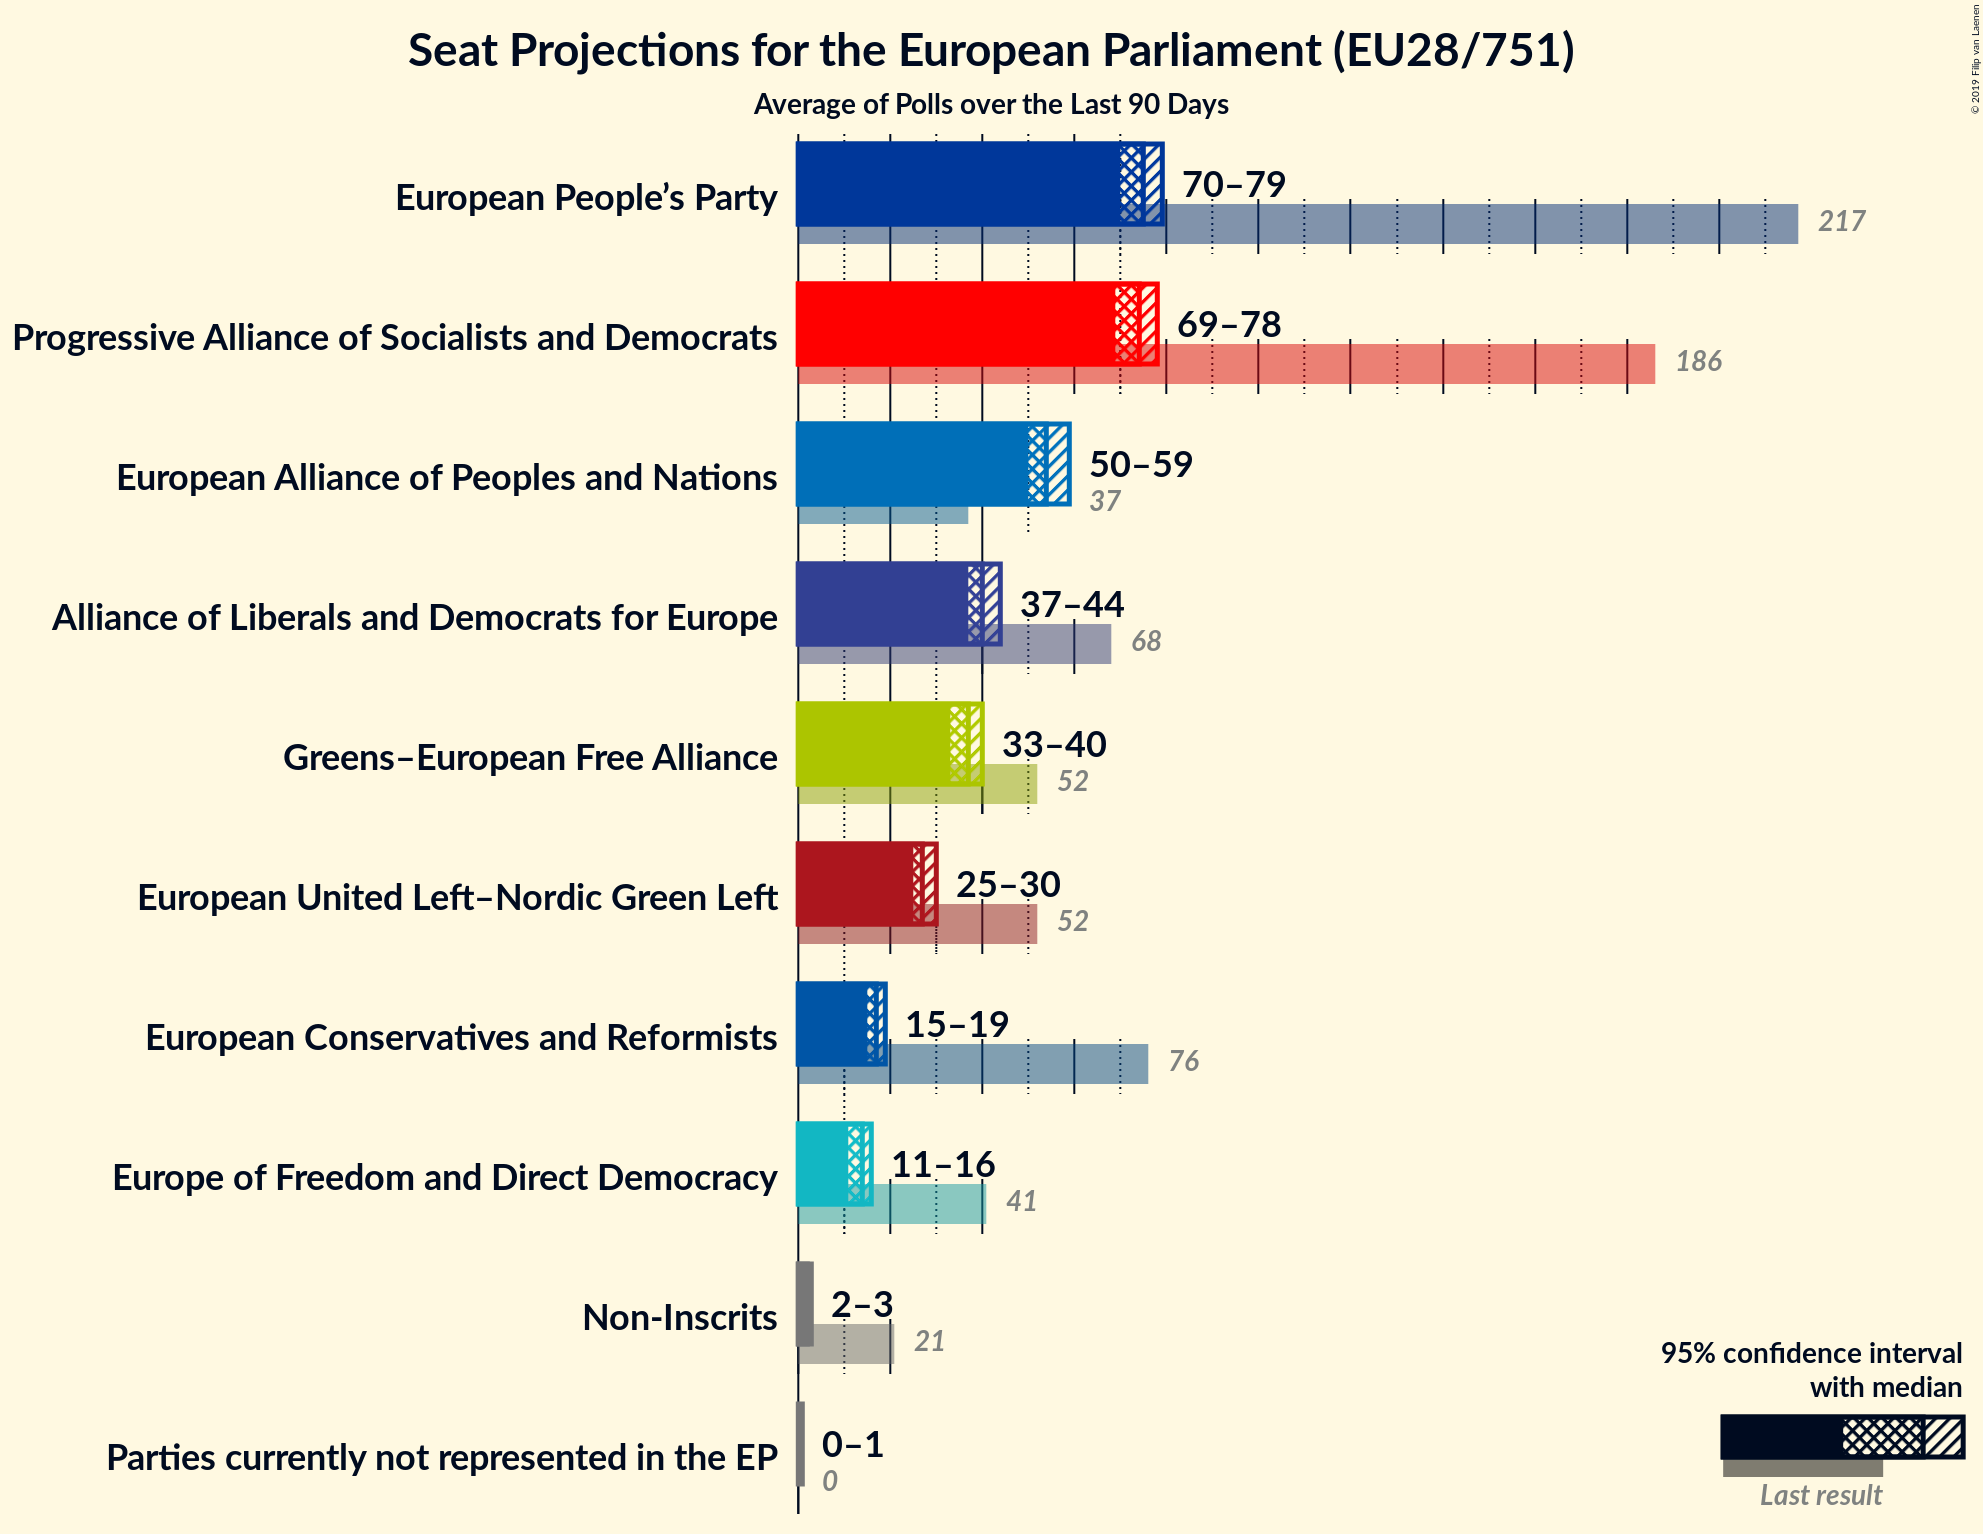 Seat Projections for the European Parliament (EU28/751)
Average of Polls over the Last 90 Days
© 2019 Filip van Laenen
European People’s Party
70–79
217
Progressive Alliance of Socialists and Democrats
69–78
186
European Alliance of Peoples and Nations
50–59
37
Alliance of Liberals and Democrats for Europe
37–44
68
Greens–European Free Alliance
33–40
52
European United Left–Nordic Green Left
25–30
52
European Conservatives and Reformists
15–19
76
Europe of Freedom and Direct Democracy
11–16
41
Non-Inscrits
2–3
21
Parties currently not represented in the EP
0–1
0
95% confidence interval
with median
Last result